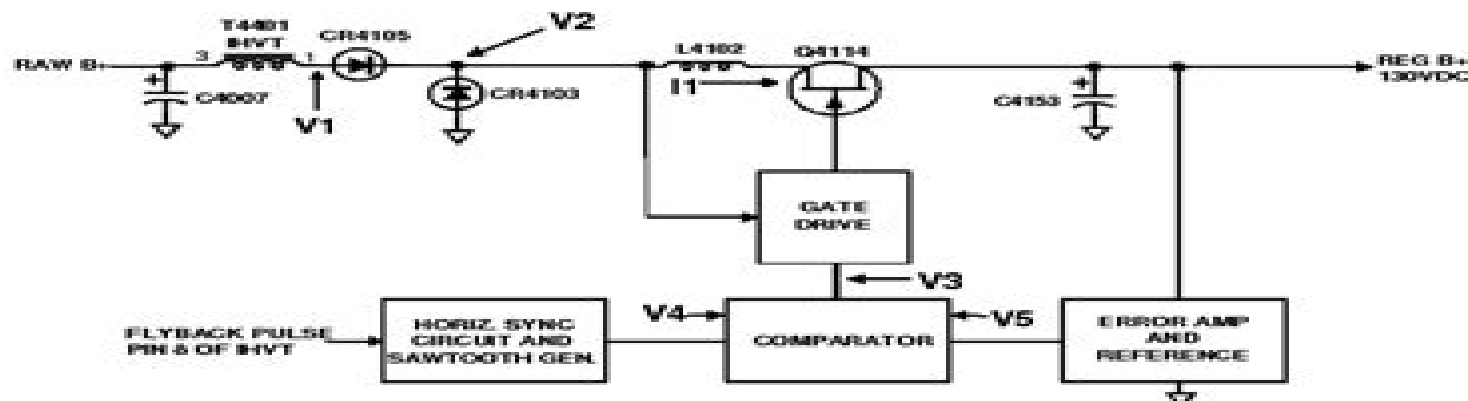 T4401
IHVT
CR4105
V2
L4102
Q4114
RAW B+
3
1
REG B+
130VDC
+
C4007
V1
CR4103
I1
+
C4153
GATE
DRIVE
V3
V4
V5
FLYBACK PULSE
PIN 8 OF IHVT
HORIZ. SYNC
CIRCUIT AND
SAWTOOTH GEN.
COMPARATOR
ERROR AMP
AND
REFERENCE